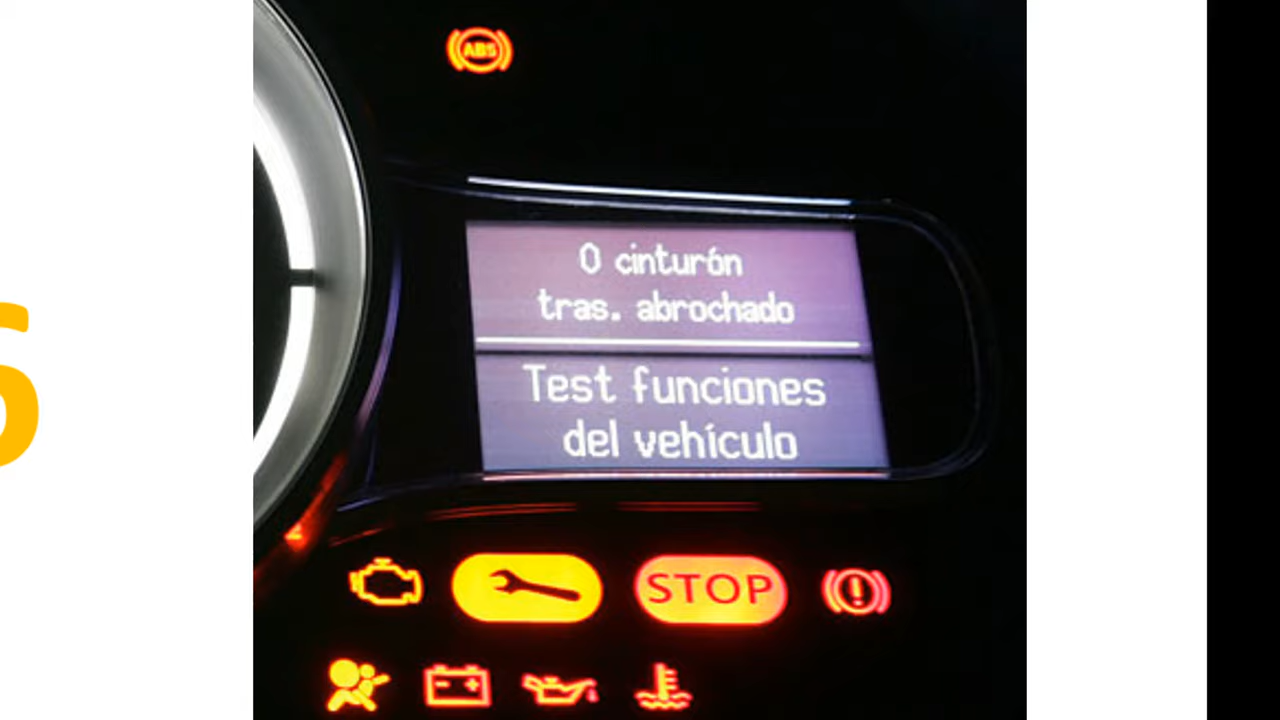 ABS
0 cinturón
tras. abrochado
Test funciones
del vehículo
STOP